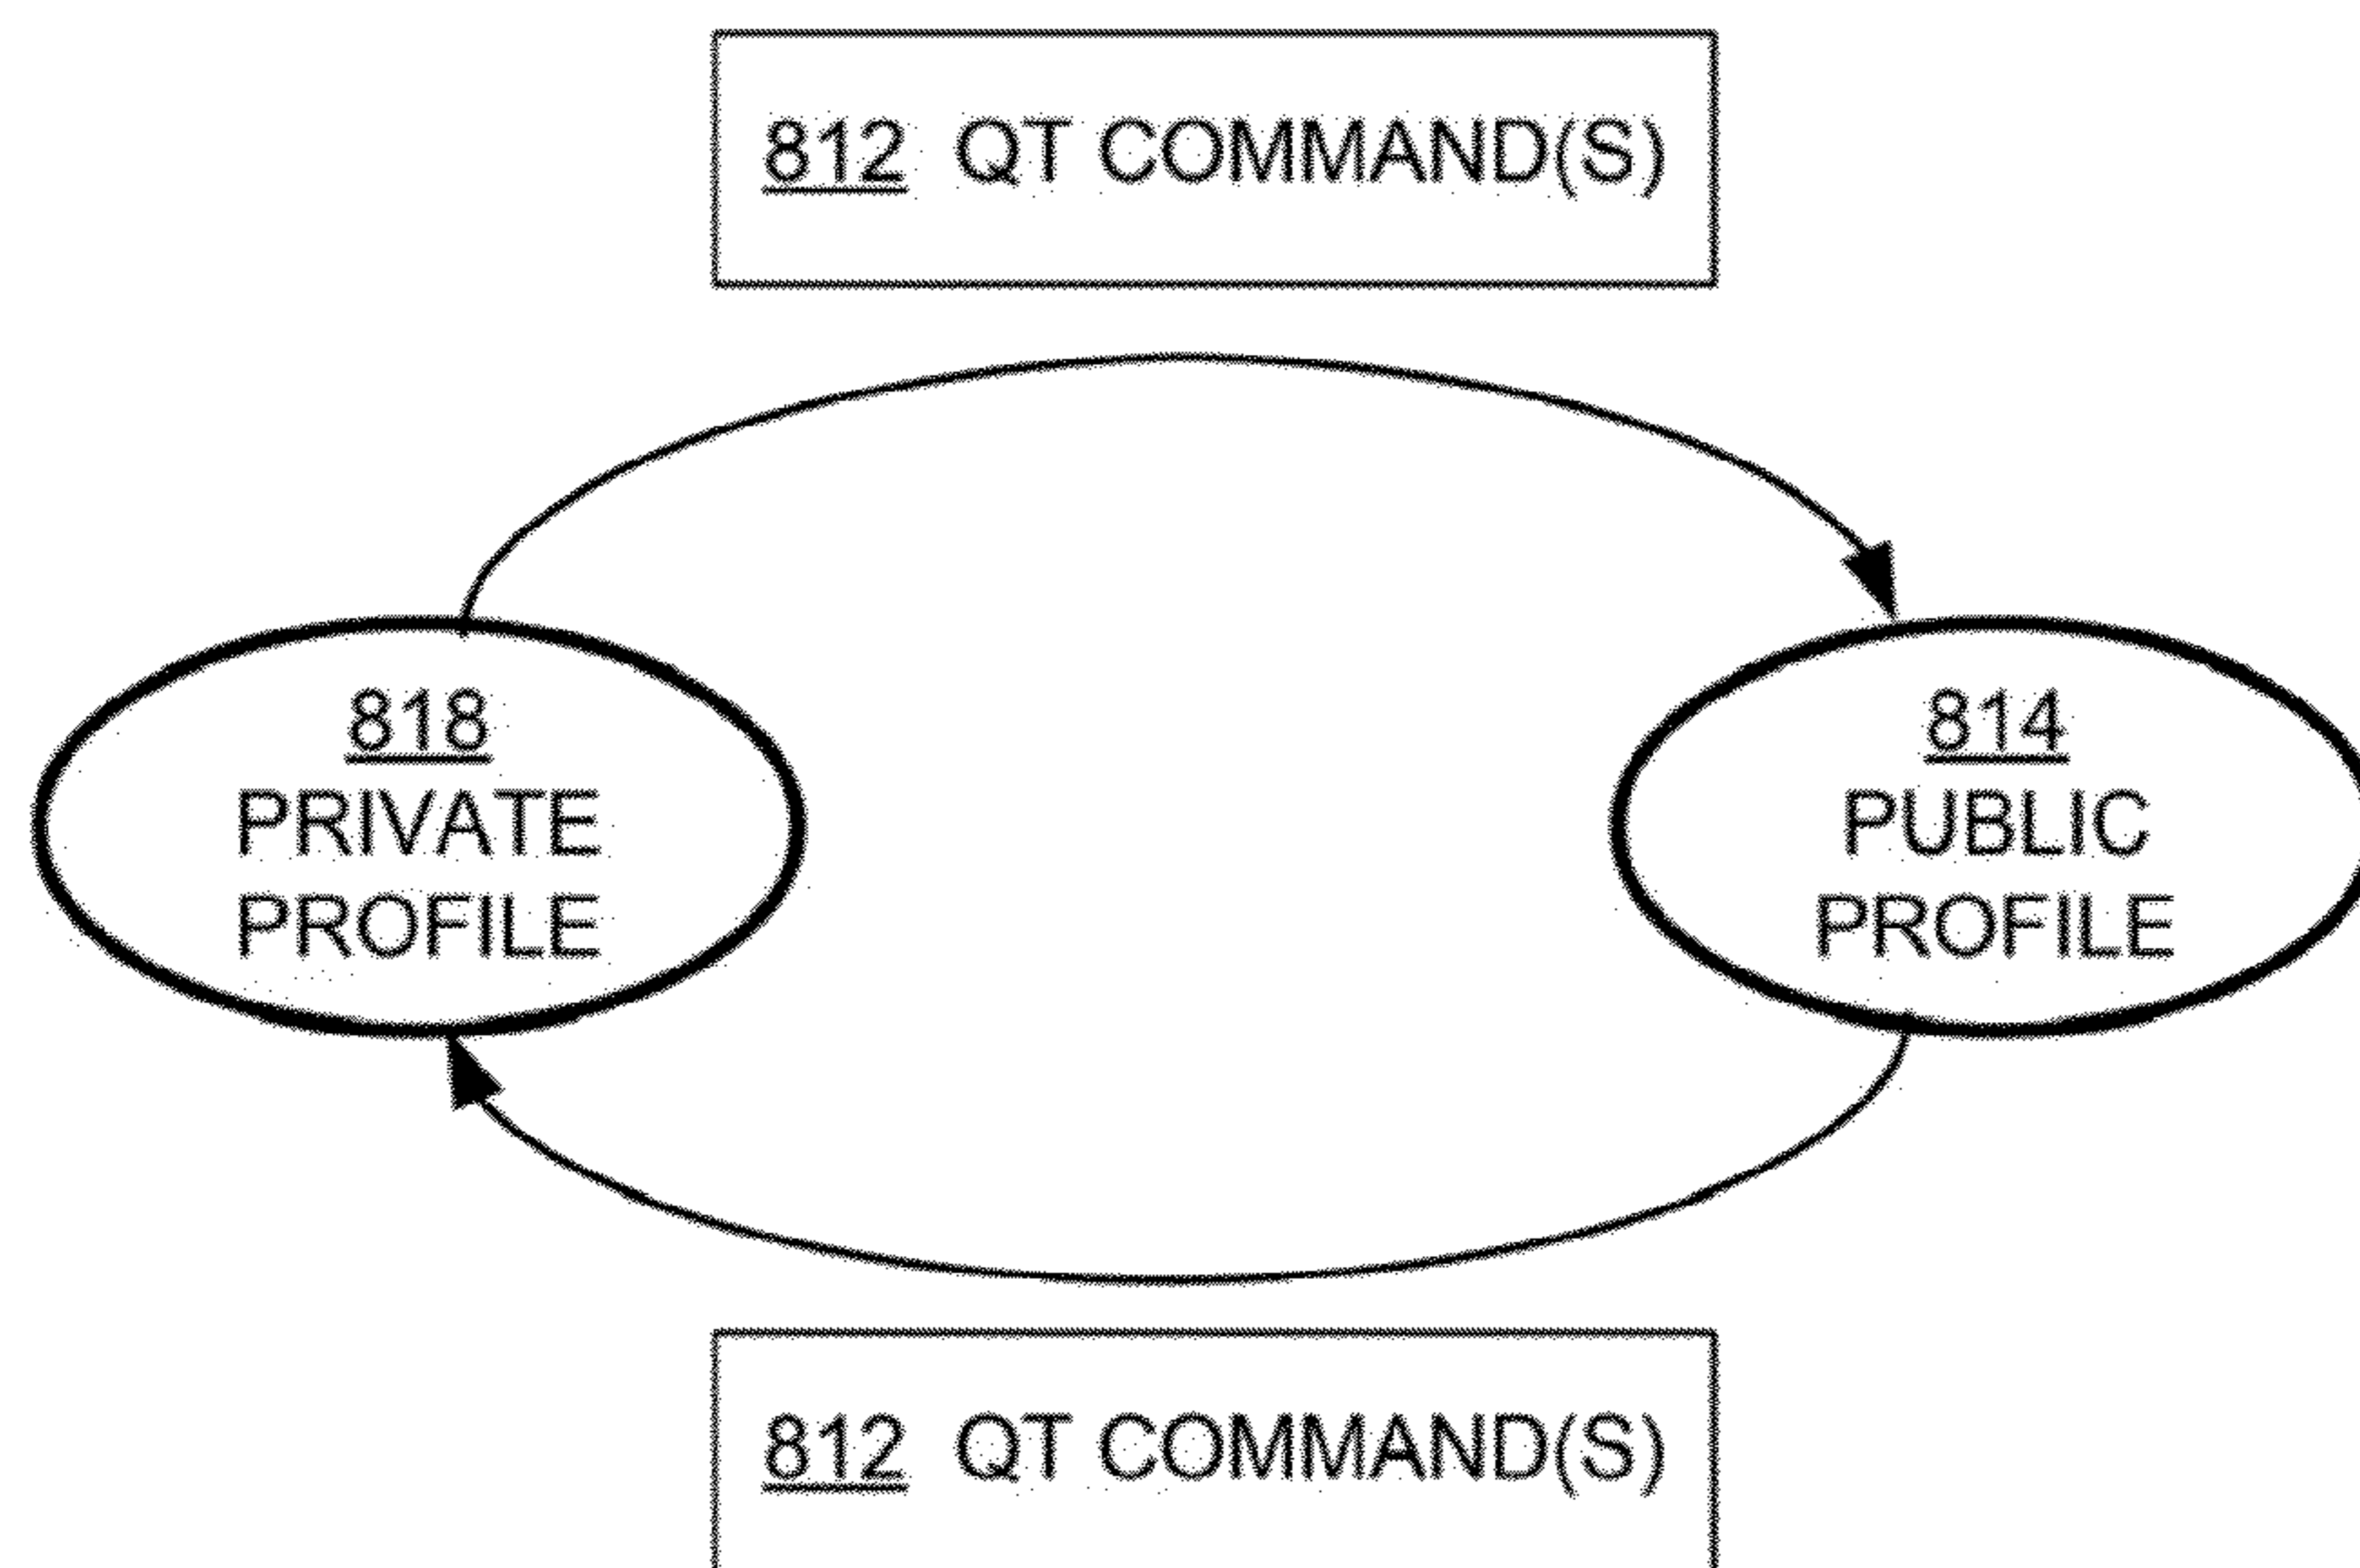 812 QT COMMAND(S)
818
PRIVATE
PROFILE
814
PUBLIC
PROFILE
812 QT COMMAND(S)